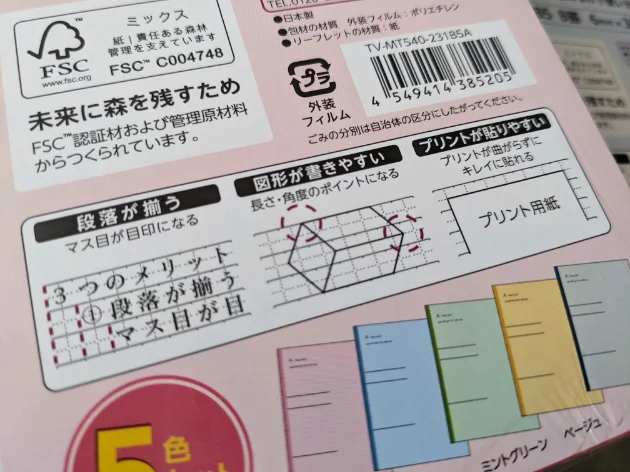 ミックス
紙|責任ある森林
管理を支えています
FSC™ C004748
FSC
www.fsc.org
未来に森を残すため
FSC™認証材および管理原材料
からつくられています。
●日本製
●包材の材質 外装フィルム:ポリエチレン
●リーフレットの材質:紙
TV-MTS40-2318SA
4 549414 385205
プラ
外装
フィルム
ごみの分別は自治体の区分にしたがってください。
段落が揃う
マス目が目印になる
3つのメリット
①段落が揃う
マス目が目
図形が書きやすい
長さ・角度のポイントになる
プリントが貼りやすい
プリントが曲がらずに
キレイに貼れる
プリント用紙
5色
ミントグリーン
ベージュ